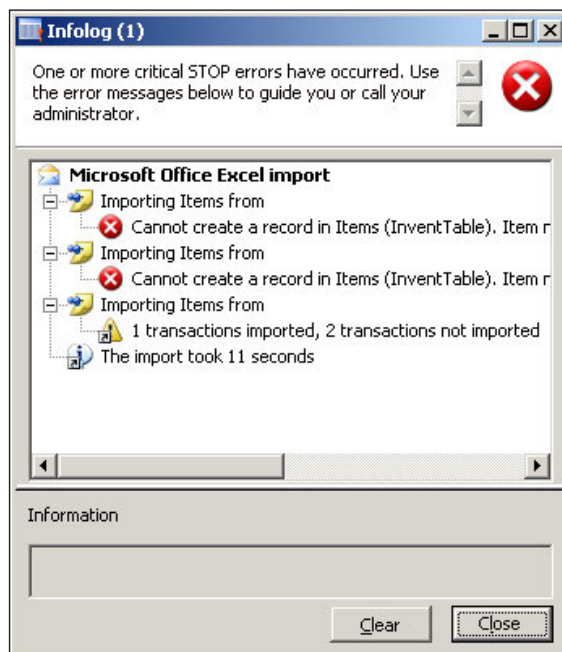 Infolog (1)
One or more critical STOP errors have occurred. Use
the error messages below to guide you or call your
administrator.
Microsoft Office Excel import
Importing Items from
Cannot create a record in Items (InventTable). Item
Importing Items from
Cannot create a record in Items (InventTable). Item
Importing Items from
1 transactions imported, 2 transactions not imported
The import took 11 seconds
Information
Clear
Close